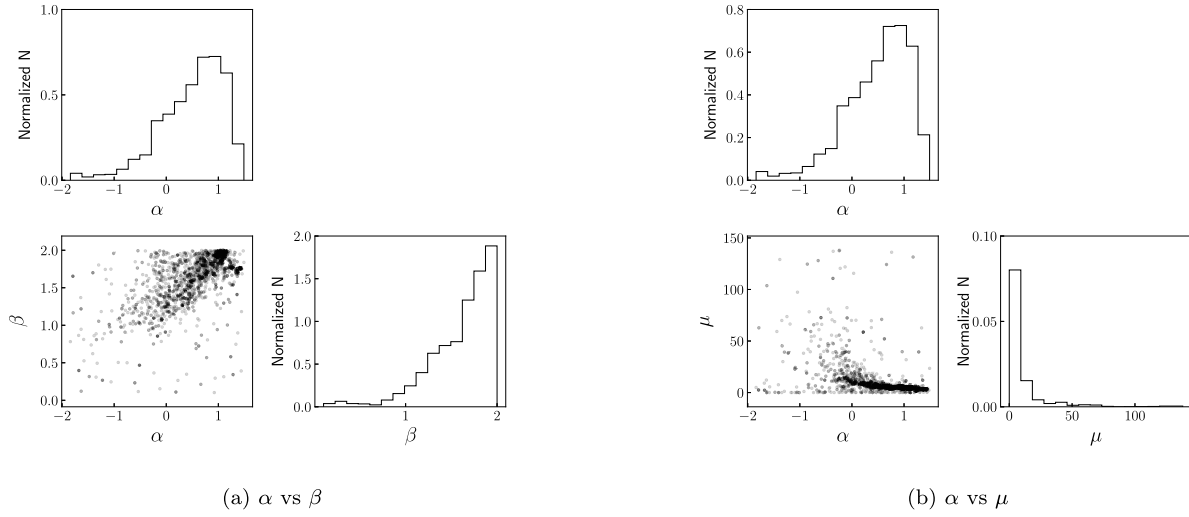 1.0
0.5
0.0
Normalized N
−2 −1 0 1
α
0.8
0.6
0.4
0.2
0.0
Normalized N
−2 −1 0 1
α
2.0
1.5
1.0
0.5
0.0
β
−2 −1 0 1
α
2.0
1.5
1.0
0.5
0.0
Normalized N
1 2
β
150
100
50
0
μ
−2 −1 0 1
α
0.10
0.05
0.00
Normalized N
0 50 100
μ
(a) α vs β
(b) α vs μ